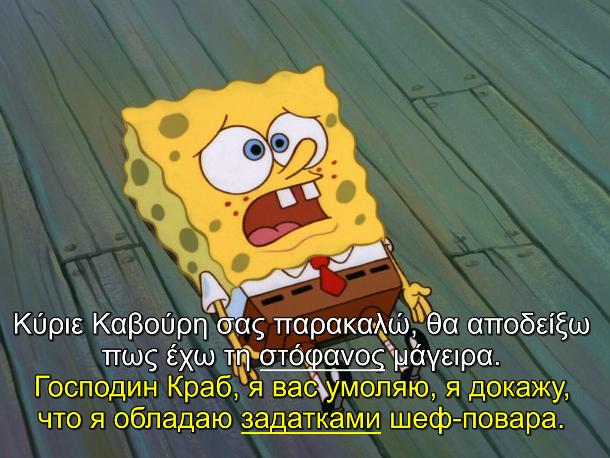 Κύριε Καβούρη σας παρακαλώ, θα αποδείξω
πως έχω τη στόφανος μάγειρα.
Господин Краб, я вас умоляю, я докажу,
что я обладаю задатками шеф-повара.